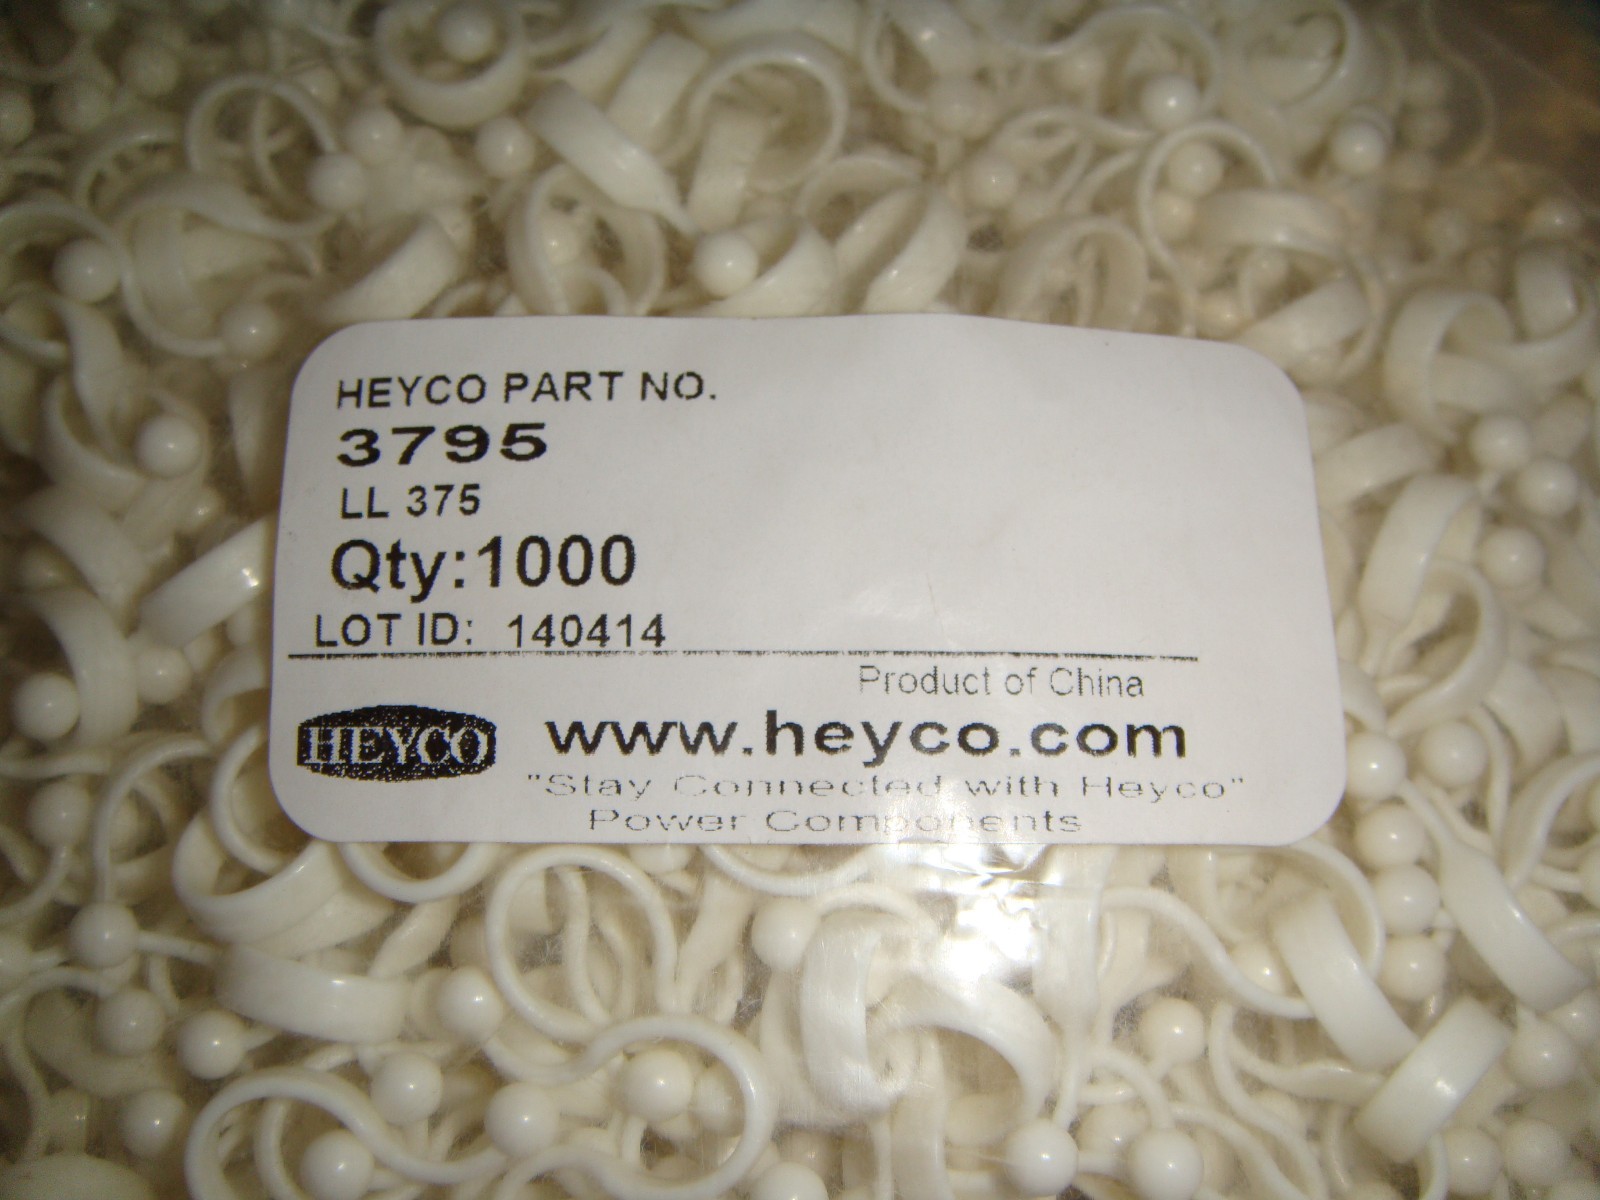 HEYCO PART NO.
3795
LL 375
Qty:1000
LOT ID: 140414
Product of China
HEYCO
www.heyco.com
"Stay Connected with Heyco"
Power Components